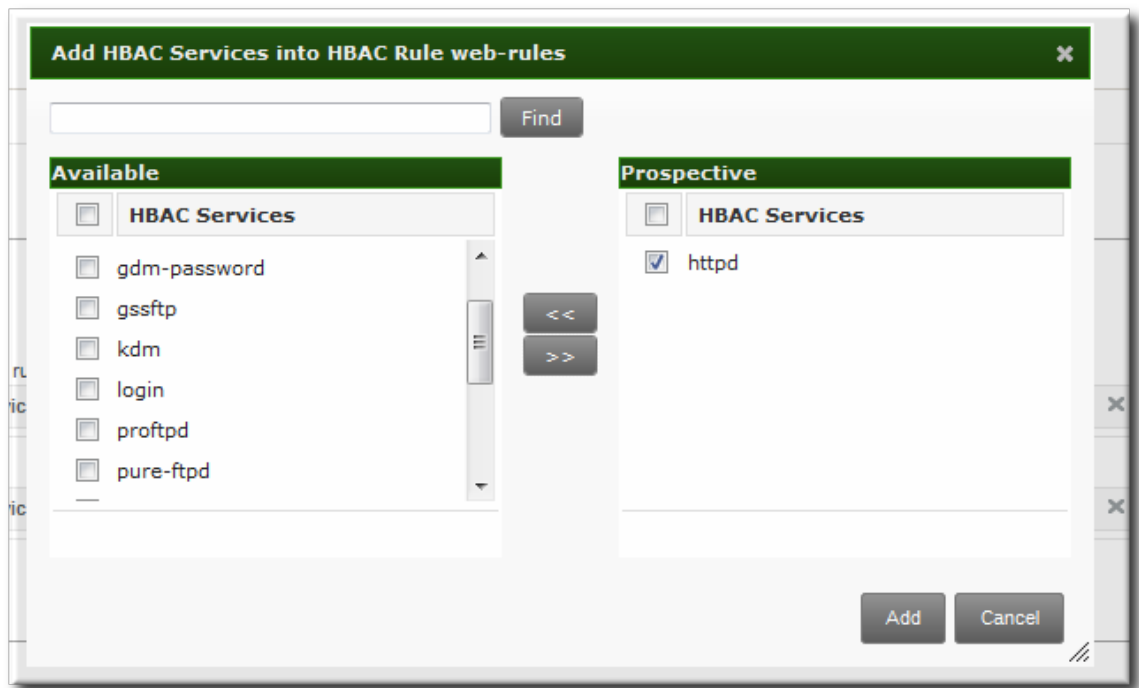 Add HBAC Services into HBAC Rule web-rules
Find
Available
HBAC Services
gdm-password
gssftp
kdm
login
proftpd
pure-ftpd
<<
>>
Prospective
HBAC Services
httpd
Add Cancel